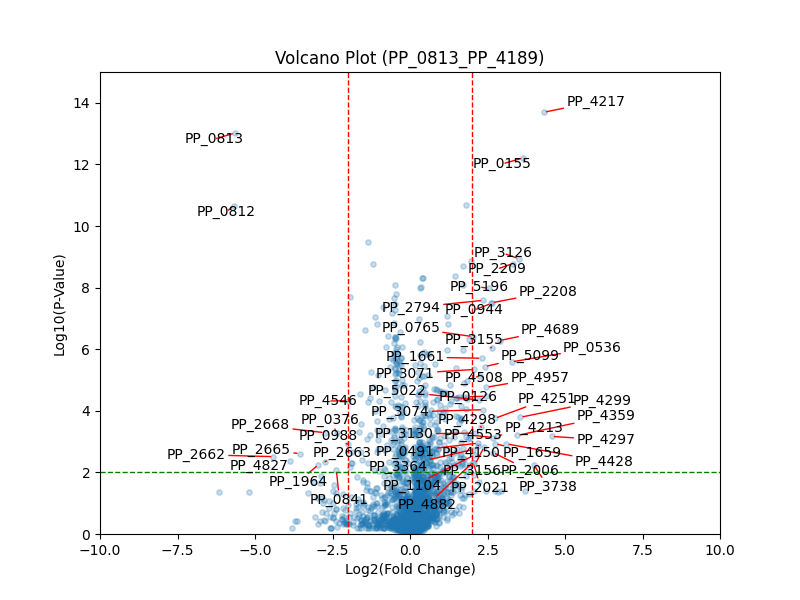 Volcano Plot (PP_0813_PP_4189)
PP_4217
PP_0813
PP_0155
PP_0812
PP_3126
PP_2209
PP_5196
PP_2208
PP_2794
PP_0944
PP_0765
PP_4689
PP_3155
PP_0536
PP_1661
PP_5099
PP_3071
PP_4508
PP_4957
PP_5022
PP_0126
PP_4546
PP_4251
PP_4299
PP_3074
PP_4298
PP_4359
PP_0376
PP_2668
PP_4213
PP_3130
PP_4553
PP_0988
PP_4297
PP_2665
PP_2662
PP_2663
PP_0491
PP_4150
PP_1659
PP_4827
PP_3364
PP_3156
PP_2006
PP_4428
PP_1964
PP_1104
PP_2021
PP_3738
PP_0841
PP_4882
14
12
10
8
6
4
2
0
−10.0
−7.5
−5.0
−2.5
0.0
2.5
5.0
7.5
10.0
Log10(P-Value)
Log2(Fold Change)